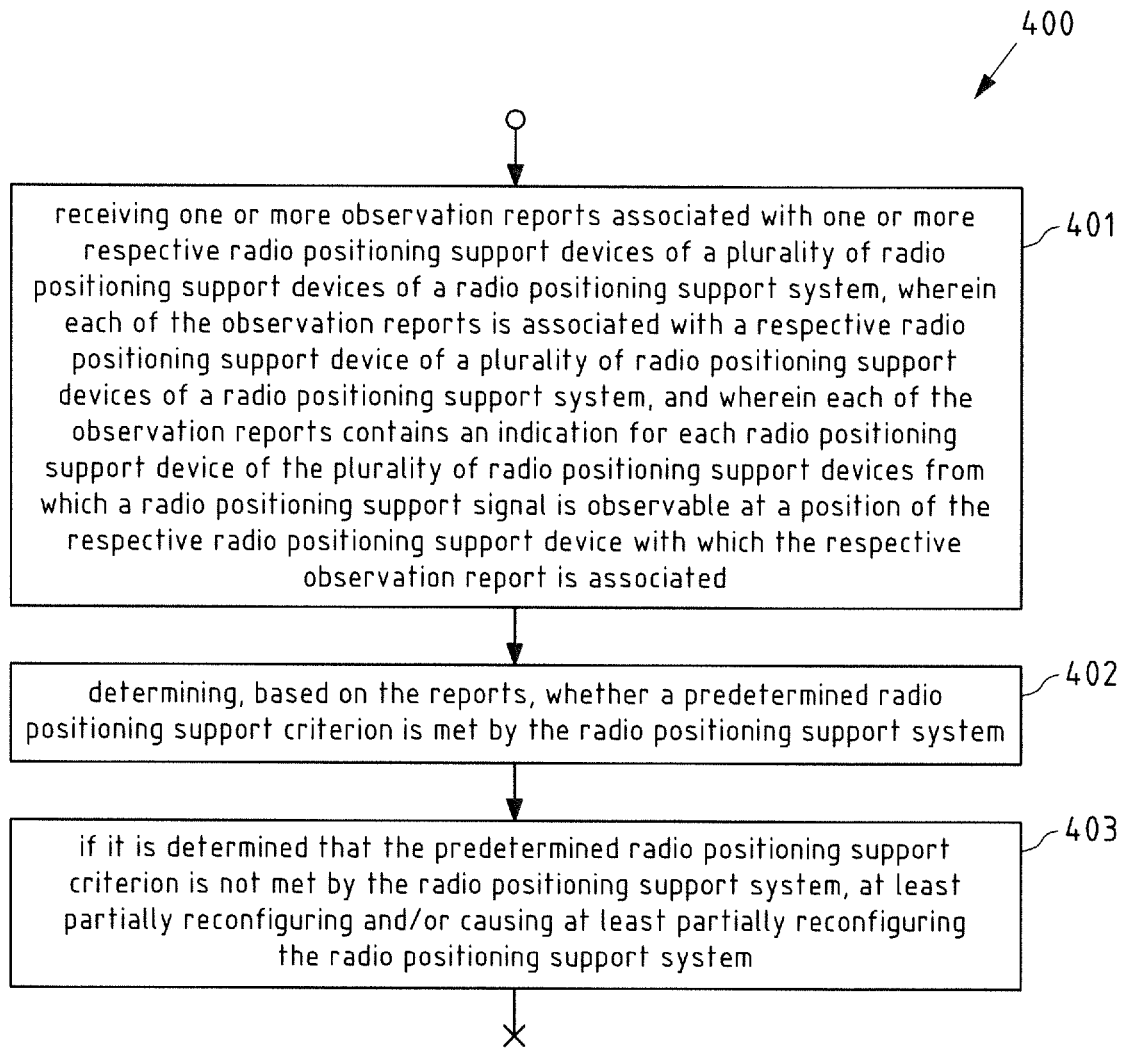 400
receiving one or more observation reports associated with one or more
respective radio positioning support devices of a plurality of radio
positioning support devices of a radio positioning support system, wherein
each of the observation reports is associated with a respective radio
positioning support device of a plurality of radio positioning support
devices of a radio positioning support system, and wherein each of the
observation reports contains an indication for each radio positioning
support device of the plurality of radio positioning support devices from
which a radio positioning support signal is observable at a position of the
respective radio positioning support device with which the respective
observation report is associated
401
determining, based on the reports, whether a predetermined radio
positioning support criterion is met by the radio positioning support system
402
if it is determined that the predetermined radio positioning support
criterion is not met by the radio positioning support system, at least
partially reconfiguring and/or causing at least partially reconfiguring
the radio positioning support system
403